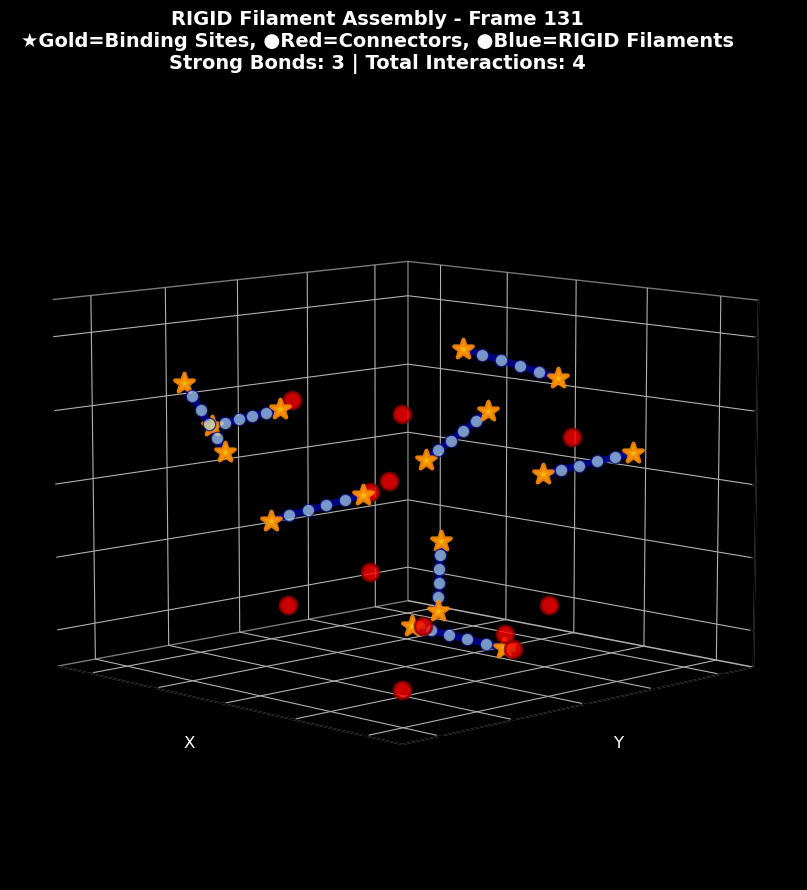 RIGID Filament Assembly - Frame 131
★Gold=Binding Sites, ●Red=Connectors, ●Blue=RIGID Filaments
Strong Bonds: 3 | Total Interactions: 4
X
Y